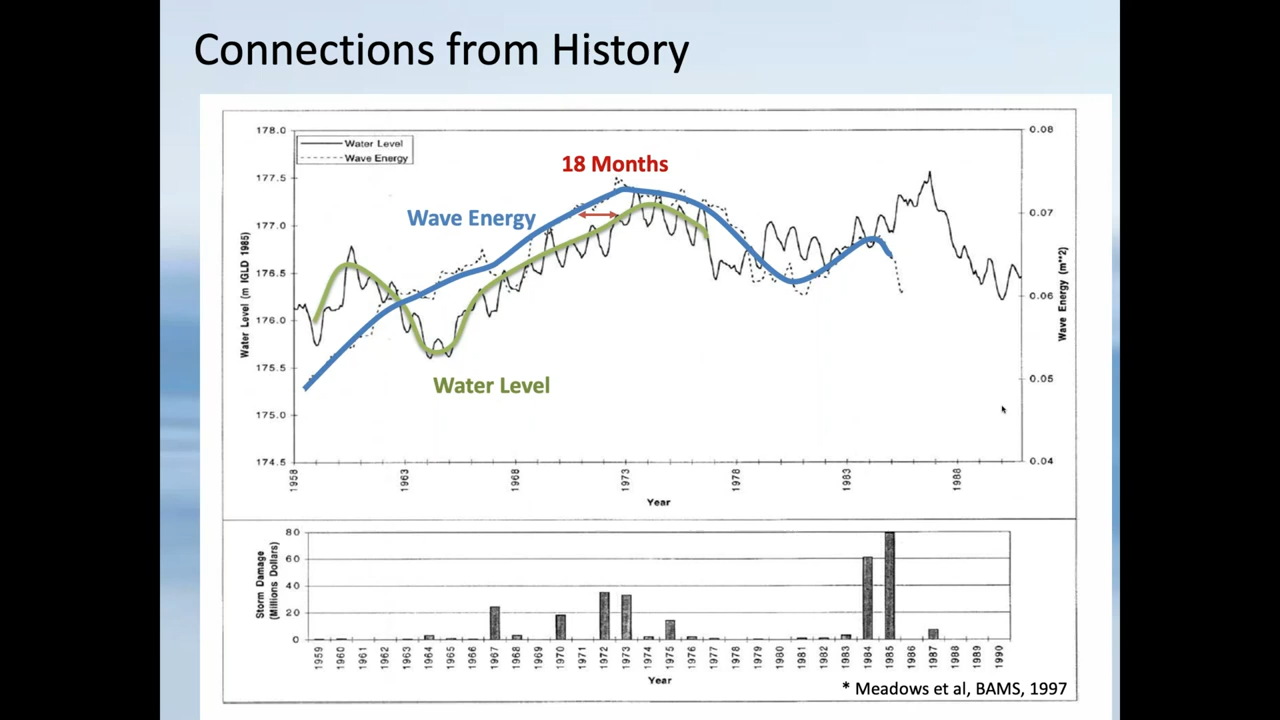 Connections from History
178.0
177.5
177.0
176.5
176.0
175.5
175.0
174.5
Water Level (m IGLD 1985)
Water Level
Wave Energy
18 Months
Wave Energy
Water Level
0.08
0.07
0.06
0.05
0.04
Wave Energy (m**2)
1958 1963 1968 1973 1978 1983 1988
Year
80
60
40
20
0
Storm Damage
(Millions Dollars)
1959 1960 1961 1962 1963 1964 1965 1966 1967 1968 1969 1970 1971 1972 1973 1974 1975 1976 1977 1978 1979 1980 1981 1982 1983 1984 1985 1986 1987 1988 1989 1990
Year
* Meadows et al, BAMS, 1997